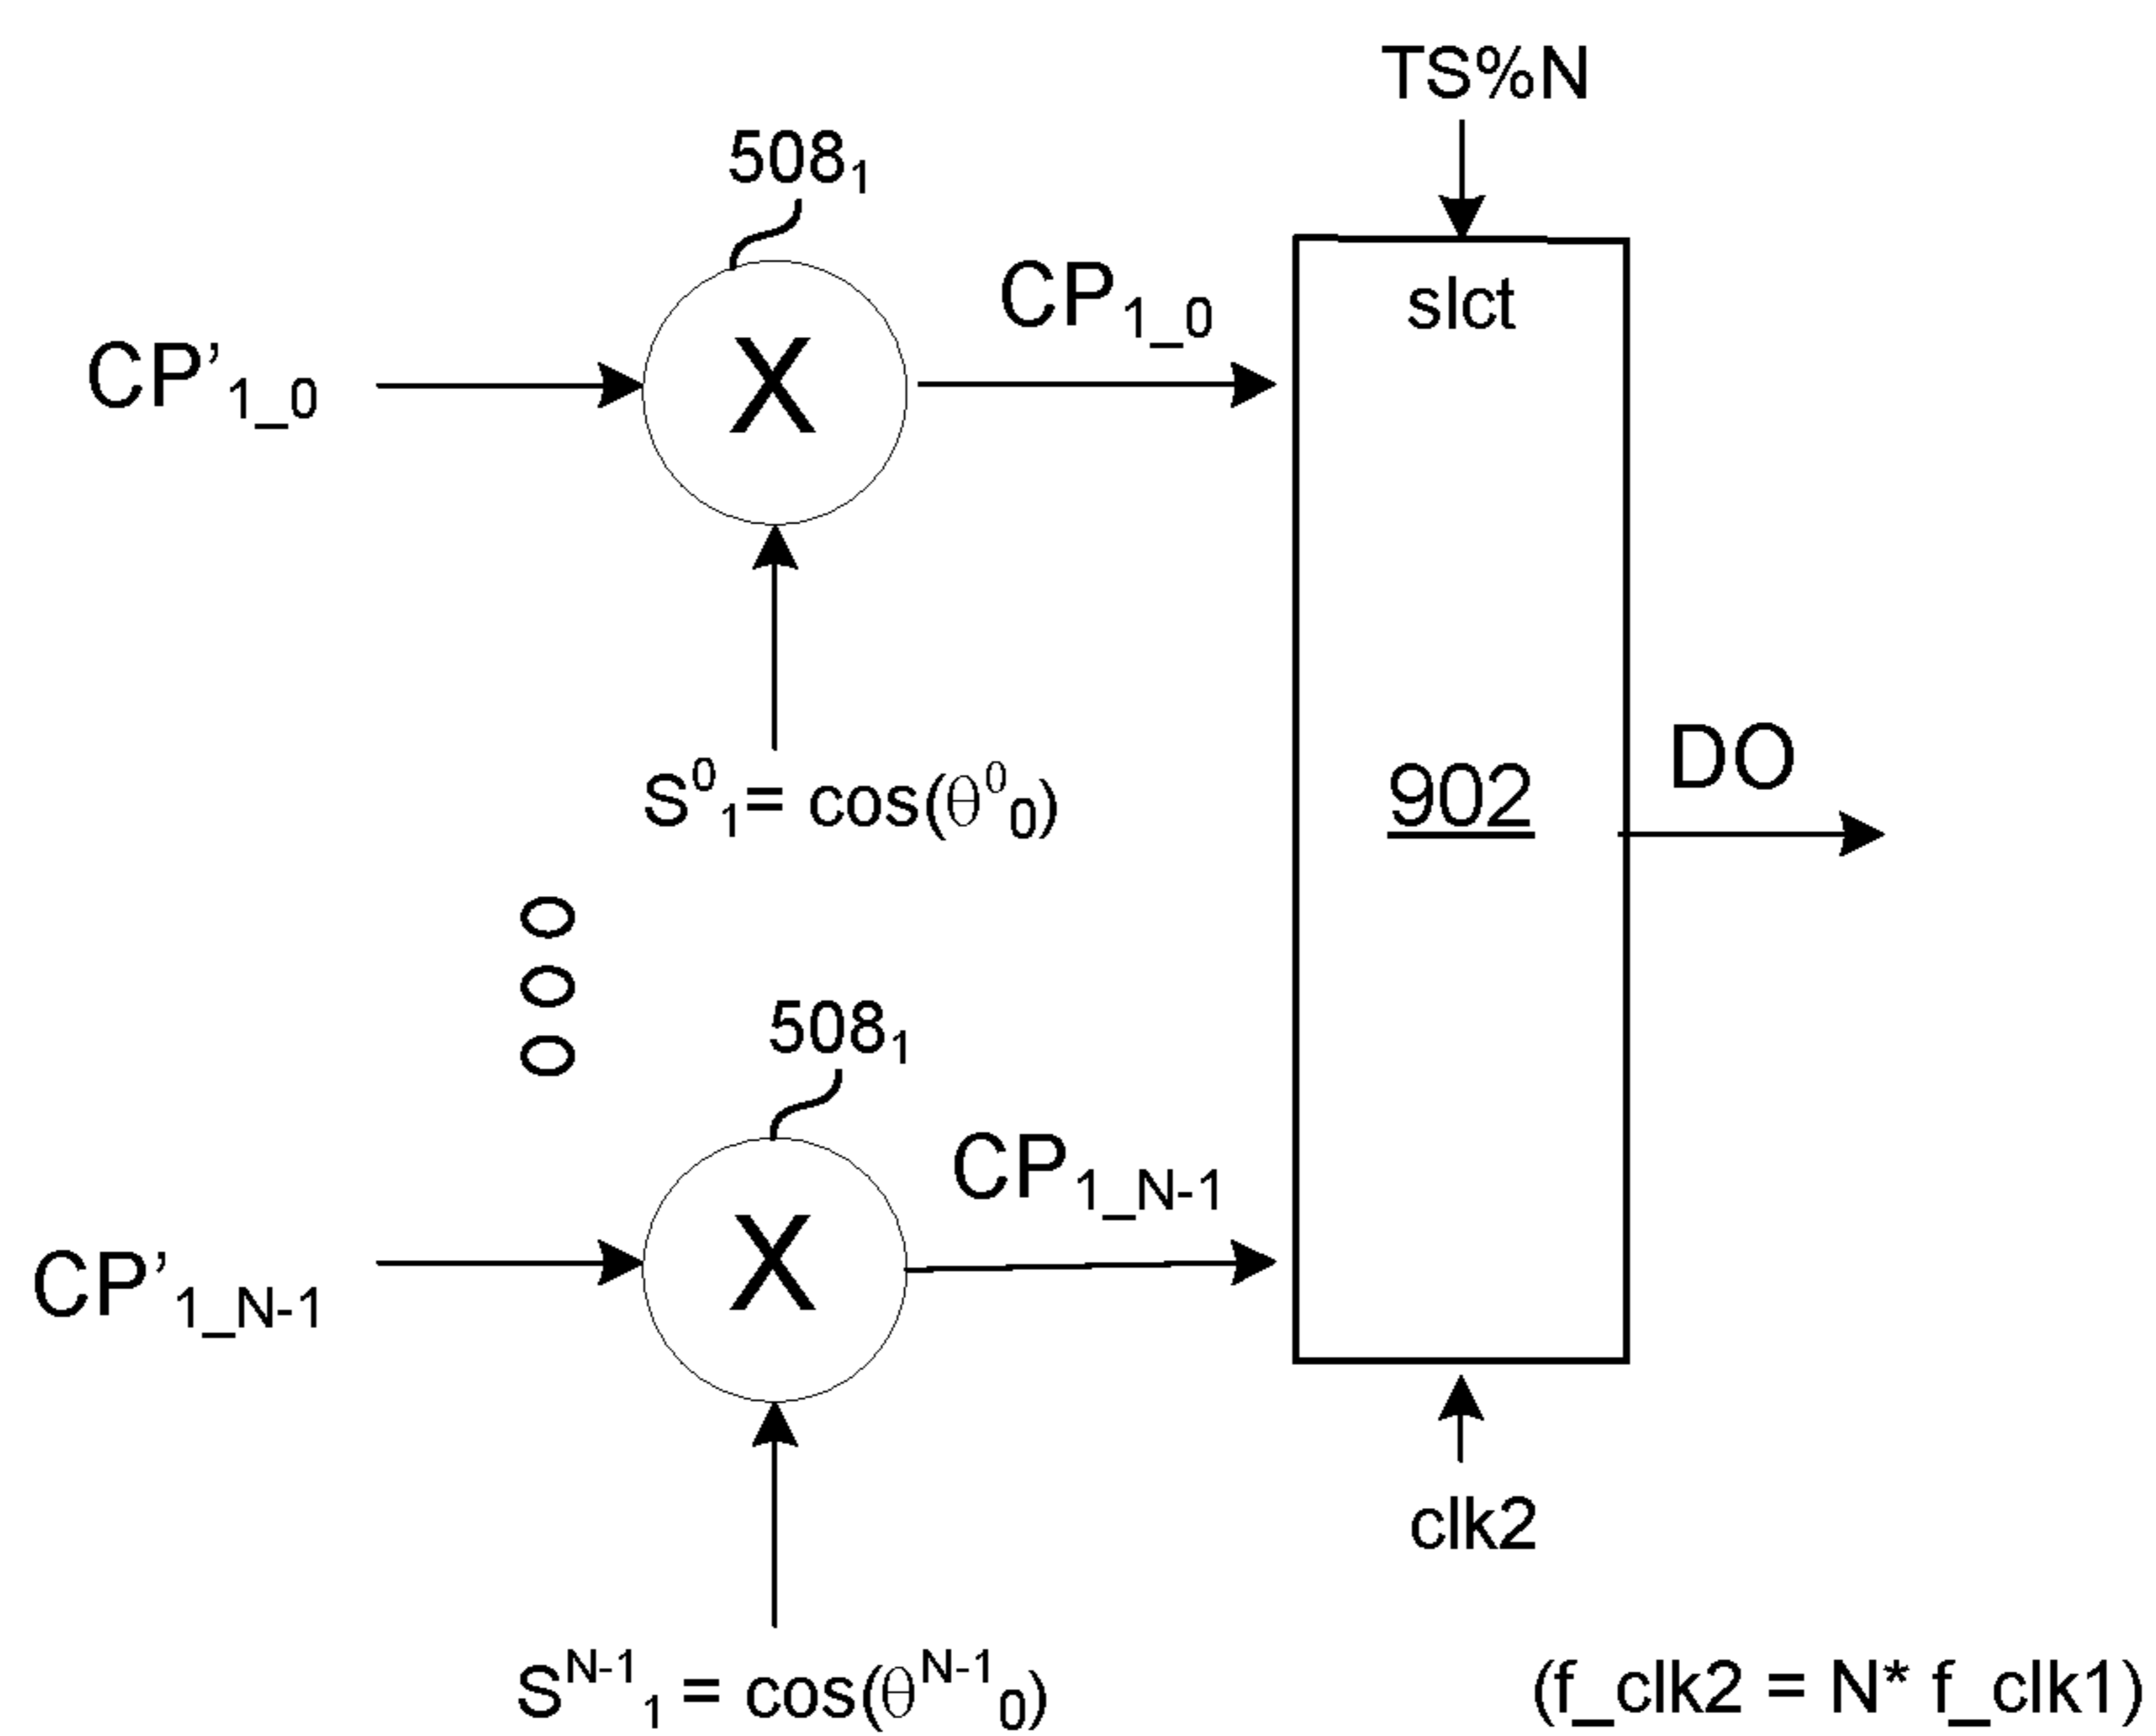 TS%N
508₁
slct
CP'₁_₀
X
CP₁_₀
S⁰₁= cos(θ⁰₀)
902
DO
o o o
508₁
CP'₁_N-1
X
CP₁_N-1
clk2
Sᴺ⁻¹₁ = cos(θᴺ⁻¹₀)
(f_clk2 = N* f_clk1)